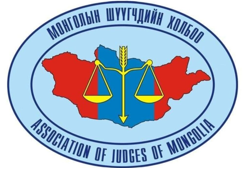 МОНГОЛЫН ШҮҮГЧДИЙН ХОЛБОО
ASSOCIATION OF JUDGES OF MONGOLIA